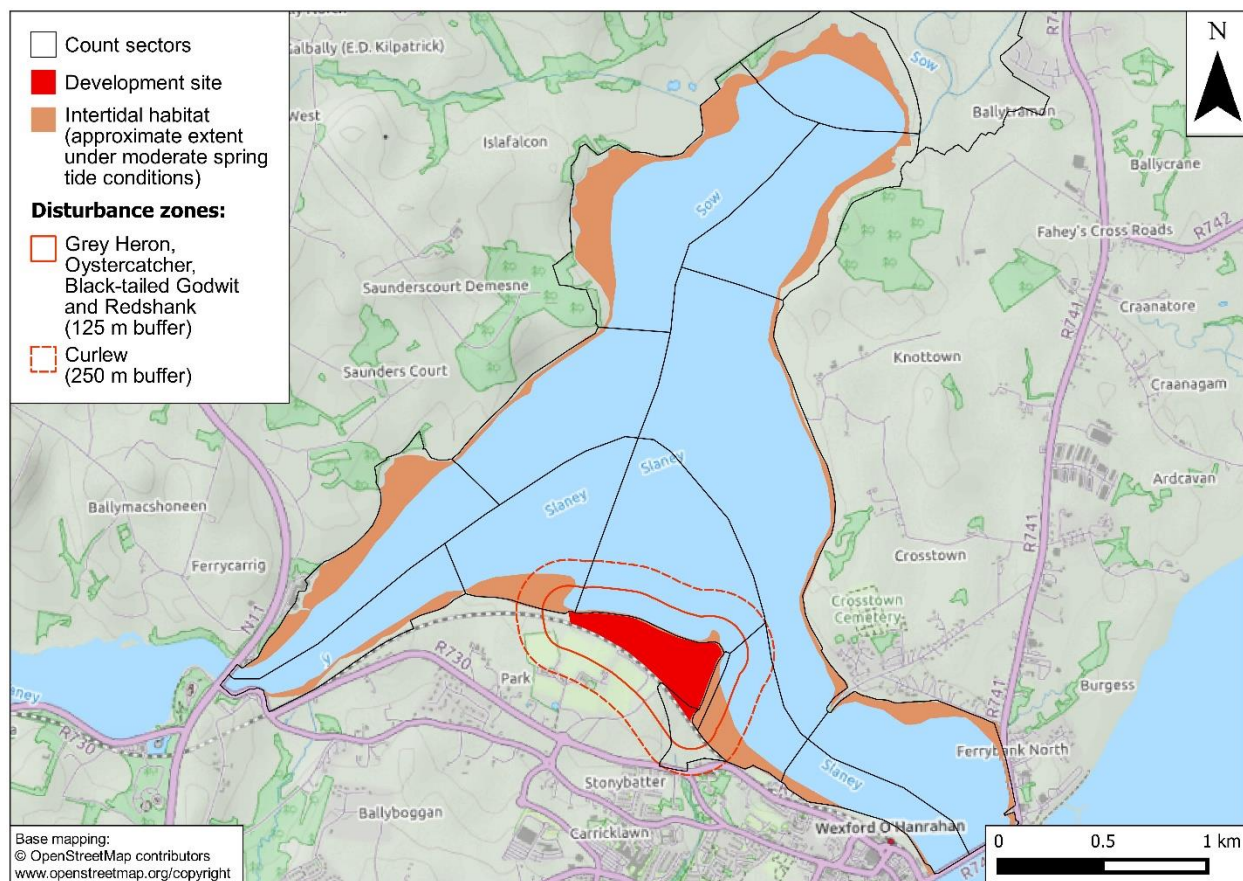 Count sectors
Development site
Intertidal habitat
(approximate extent
under moderate spring
tide conditions)
Disturbance zones:
Grey Heron,
Oystercatcher,
Black-tailed Godwit
and Redshank
(125 m buffer)
Curlew
(250 m buffer)
Galbally (E.D. Kilpatrick)
West
Islafalcon
Sow
Ballytramon
N
Ballycrane
R742
Fahey's Cross Roads
Sow
R741
Craanatore
Saunderscourt Demesne
Knottown
Craanagam
Saunders Court
Slaney
Slaney
Ardcavan
Ballymacshoneen
R741
Crosstown
Ferrycarrig
Crosstown
Cemetery
N11
Slaney
R730
Park
R741
Burgess
R730
Ferrybank North
Slaney
Stonybatter
Ballyboggan
Carricklawn
Wexford O'Hanrahan
0 0.5 1 km
Base mapping:
© OpenStreetMap contributors
www.openstreetmap.org/copyright